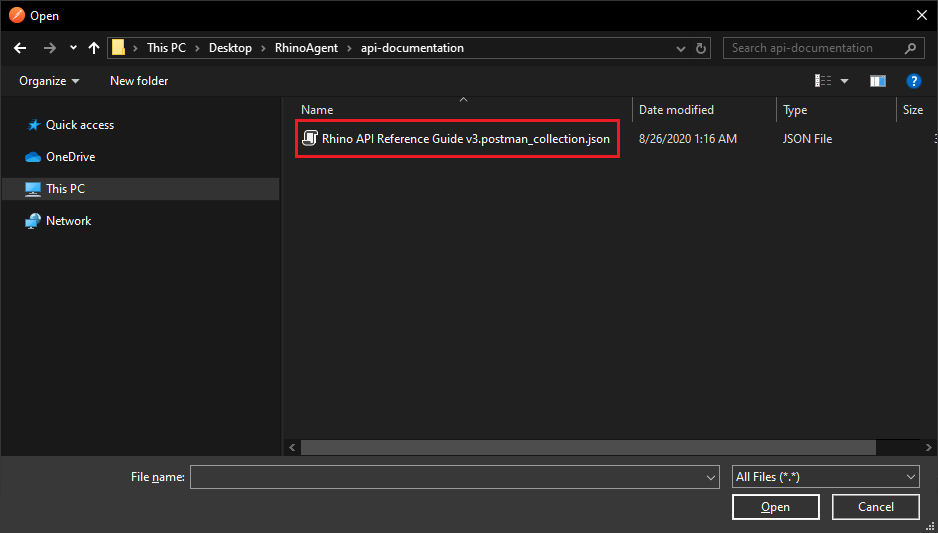 Open
This PC > Desktop > RhinoAgent > api-documentation
Search api-documentation
Organize
New folder
Name
Date modified
Type
Size
Quick access
OneDrive
This PC
Network
Rhino API Reference Guide v3.postman_collection.json
8/26/2020 1:16 AM
JSON File
File name:
All Files (*.*)
Open
Cancel